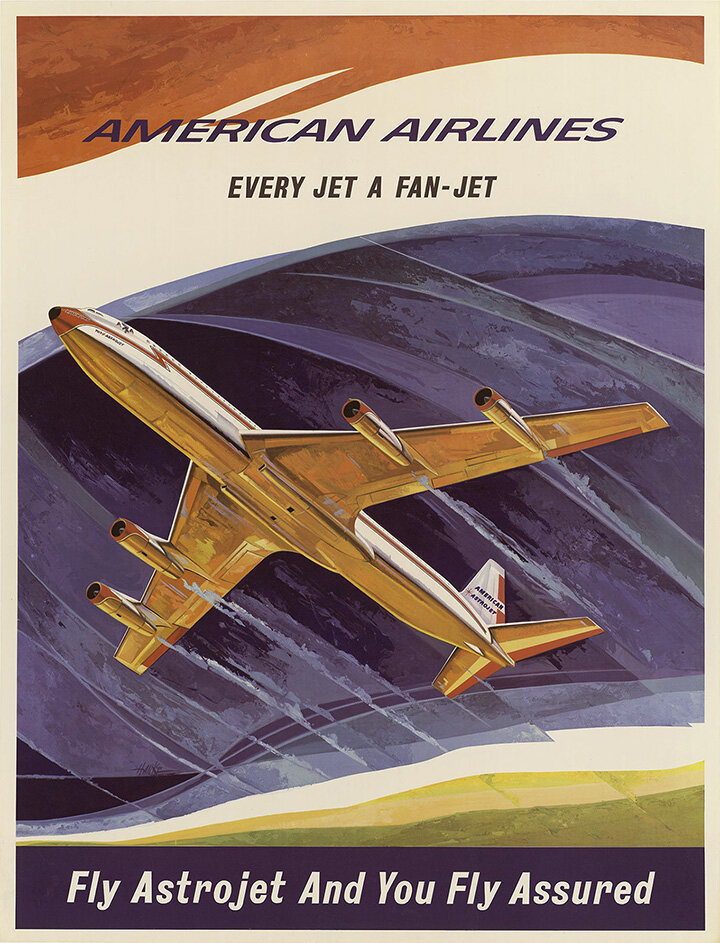 AMERICAN AIRLINES
EVERY JET A FAN-JET
AMERICAN
ASTROJET
Fly Astrojet And You Fly Assured